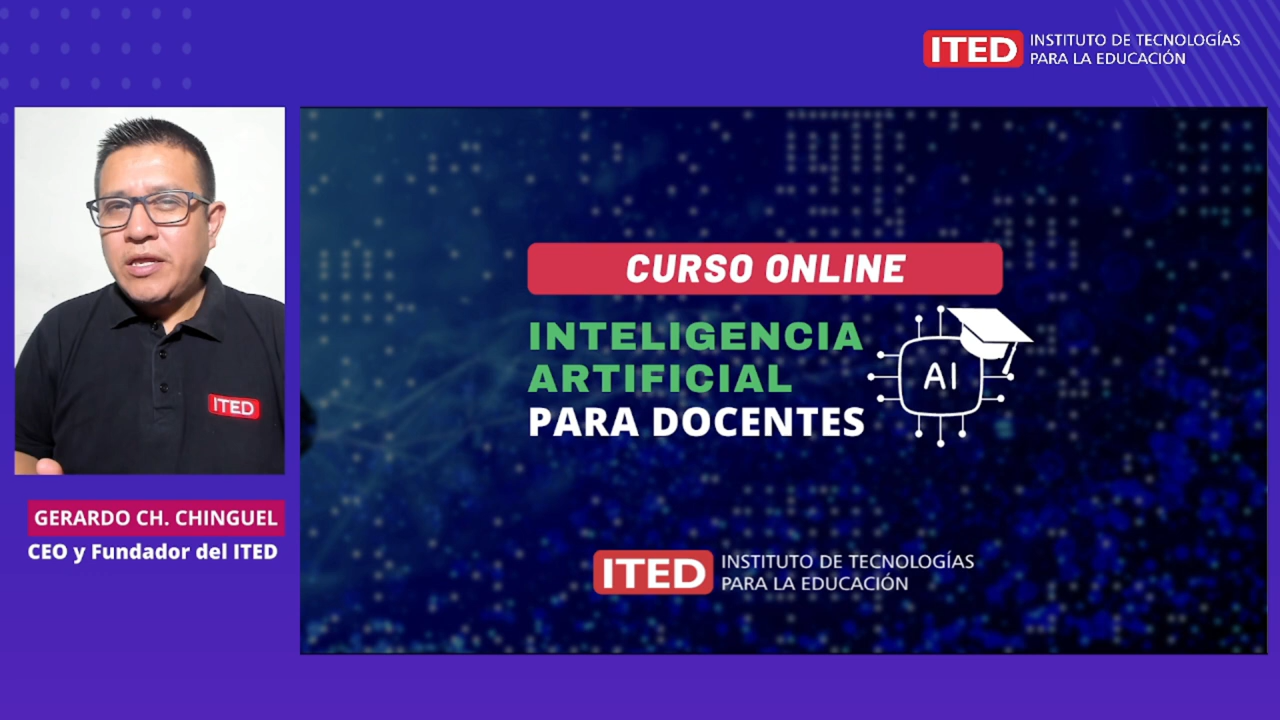 ITED INSTITUTO DE TECNOLOGÍAS
PARA LA EDUCACIÓN
CURSO ONLINE
INTELIGENCIA
ARTIFICIAL
PARA DOCENTES
AI
ITED
GERARDO CH. CHINGUEL
CEO y Fundador del ITED
ITED INSTITUTO DE TECNOLOGÍAS
PARA LA EDUCACIÓN